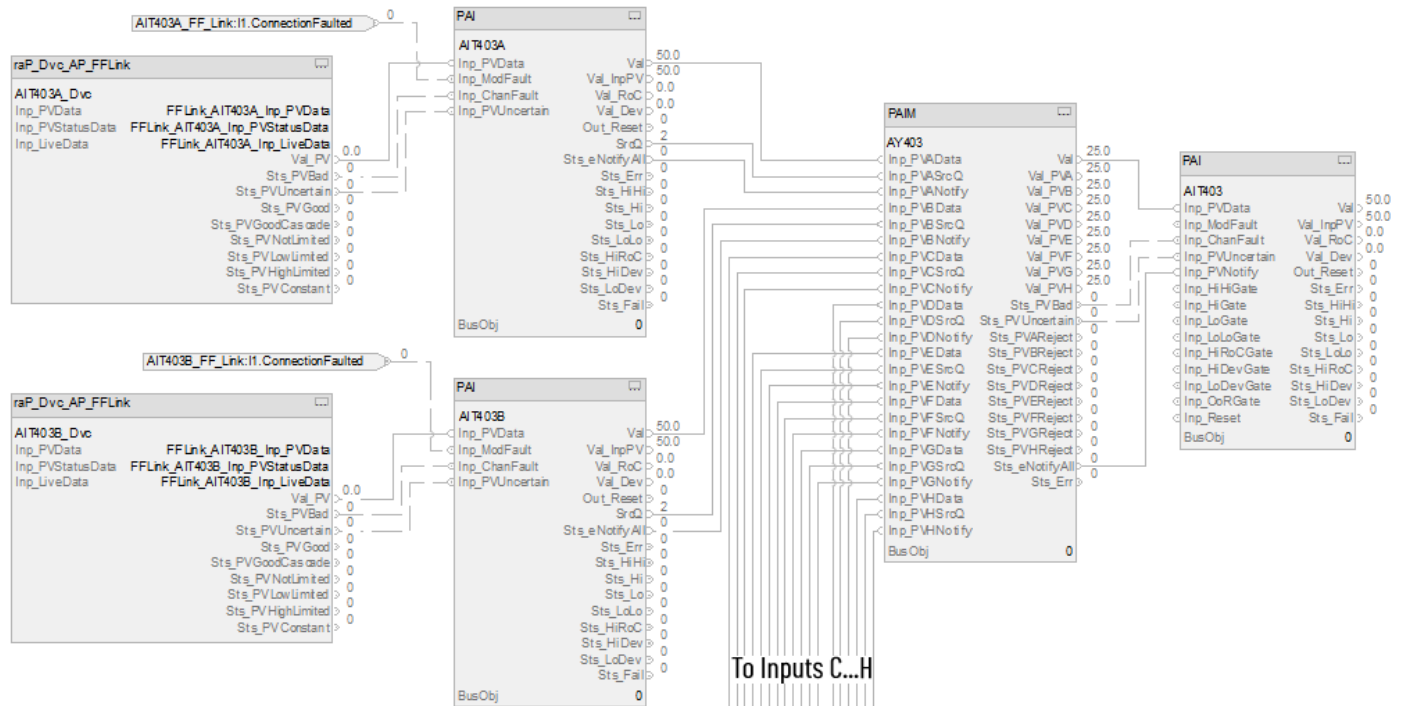 AIT403A_FF_Link:I1.ConnectionFaulted
0
raP_Dvc_AP_FFLink
AIT403A_Dvc
Inp_PVData FFLink_AIT403A_Inp_PVData
Inp_PVStatusData FFLink_AIT403A_Inp_PVStatusData
Inp_LiveData FFLink_AIT403A_Inp_LiveData
Val_PV 0.0
Sts_PVBad 0
Sts_PVUncertain 0
Sts_PVGood 0
Sts_PVGoodCascade 0
Sts_PVNotLimited 0
Sts_PVLowLimited 0
Sts_PVHighLimited 0
Sts_PVConstant 0
PAI
AIT403A
Inp_PVData Val 50.0
Inp_ModFault Val_InpPV 50.0
Inp_ChanFault Val_RoC 0.0
Inp_PVUncertain Val_Dev 0.0
Out_Reset 0
SrcQ 2
Sts_eNotifyAll 0
Sts_Err 0
Sts_HiHi 0
Sts_Hi 0
Sts_Lo 0
Sts_LoLo 0
Sts_HiRoC 0
Sts_HiDev 0
Sts_LoDev 0
Sts_Fail 0
BusObj 0
AIT403B_FF_Link:I1.ConnectionFaulted
0
raP_Dvc_AP_FFLink
AIT403B_Dvc
Inp_PVData FFLink_AIT403B_Inp_PVData
Inp_PVStatusData FFLink_AIT403B_Inp_PVStatusData
Inp_LiveData FFLink_AIT403B_Inp_LiveData
Val_PV 0.0
Sts_PVBad 0
Sts_PVUncertain 0
Sts_PVGood 0
Sts_PVGoodCascade 0
Sts_PVNotLimited 0
Sts_PVLowLimited 0
Sts_PVHighLimited 0
Sts_PVConstant 0
PAI
AIT403B
Inp_PVData Val 50.0
Inp_ModFault Val_InpPV 50.0
Inp_ChanFault Val_RoC 0.0
Inp_PVUncertain Val_Dev 0.0
Out_Reset 0
SrcQ 2
Sts_eNotifyAll 0
Sts_Err 0
Sts_HiHi 0
Sts_Hi 0
Sts_Lo 0
Sts_LoLo 0
Sts_HiRoC 0
Sts_HiDev 0
Sts_LoDev 0
Sts_Fail 0
BusObj 0
PAIM
AY403
Inp_PVAData Val 25.0
Inp_PVASrcQ Val_PVA 25.0
Inp_PVANotify Val_PVB 25.0
Inp_PVBData Val_PVC 25.0
Inp_PVBSrcQ Val_PVD 25.0
Inp_PVBNotify Val_PVE 25.0
Inp_PVCData Val_PVF 25.0
Inp_PVCSrcQ Val_PVG 25.0
Inp_PVCNotify Val_PVH 25.0
Inp_PVDData Sts_PVBad 0
Inp_PVDSrcQ Sts_PVUncertain 0
Inp_PVDNotify Sts_PVAReject 0
Inp_PVEData Sts_PVBReject 0
Inp_PVESrcQ Sts_PVCReject 0
Inp_PVENotify Sts_PVDReject 0
Inp_PVFData Sts_PVEReject 0
Inp_PVFSrcQ Sts_PVFReject 0
Inp_PVFNotify Sts_PVGReject 0
Inp_PVGData Sts_PVHReject 0
Inp_PVGSrcQ Sts_eNotifyAll 0
Inp_PVGNotify Sts_Err 0
Inp_PVHData
Inp_PVHSrcQ
Inp_PVHNotify
BusObj 0
PAI
AIT403
Inp_PVData Val 50.0
Inp_ModFault Val_InpPV 50.0
Inp_ChanFault Val_RoC 0.0
Inp_PVUncertain Val_Dev 0.0
Inp_PVNotify Out_Reset 0
Inp_HiHiGate Sts_Err 0
Inp_HiGate Sts_HiHi 0
Inp_LoGate Sts_Hi 0
Inp_LoLoGate Sts_Lo 0
Inp_HiRoCGate Sts_LoLo 0
Inp_HiDevGate Sts_HiRoC 0
Inp_LoDevGate Sts_HiDev 0
Inp_OoRGate Sts_LoDev 0
Inp_Reset Sts_Fail 0
BusObj 0
To Inputs C...H